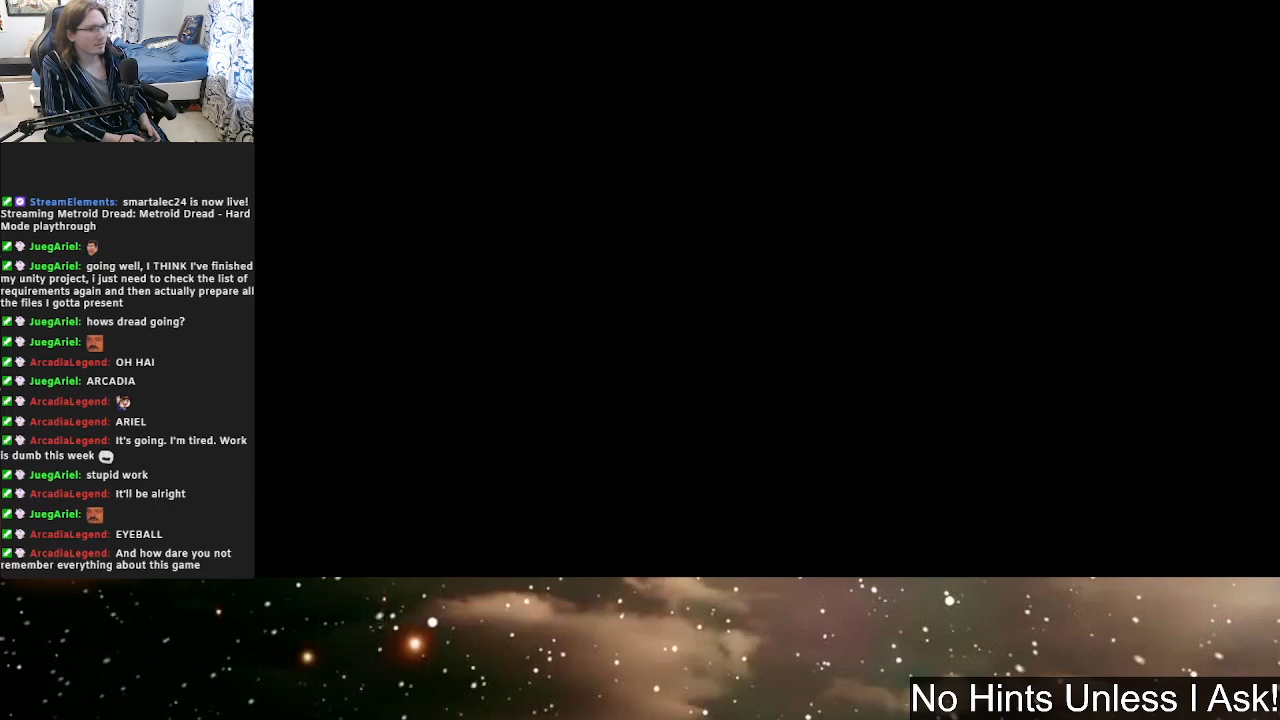 StreamElements: smartalec24 is now live!
Streaming Metroid Dread: Metroid Dread - Hard
Mode playthrough
JuegAriel:
JuegAriel: going well, I THINK I've finished
my unity project, i just need to check the list of
requirements again and then actually prepare all
the files I gotta present
JuegAriel: hows dread going?
JuegAriel:
ArcadiaLegend: OH HAI
JuegAriel: ARCADIA
ArcadiaLegend:
ArcadiaLegend: ARIEL
ArcadiaLegend: It's going. I'm tired. Work
is dumb this week
JuegAriel: stupid work
ArcadiaLegend: It'll be alright
JuegAriel:
ArcadiaLegend: EYEBALL
ArcadiaLegend: And how dare you not
remember everything about this game
No Hints Unless I Ask!